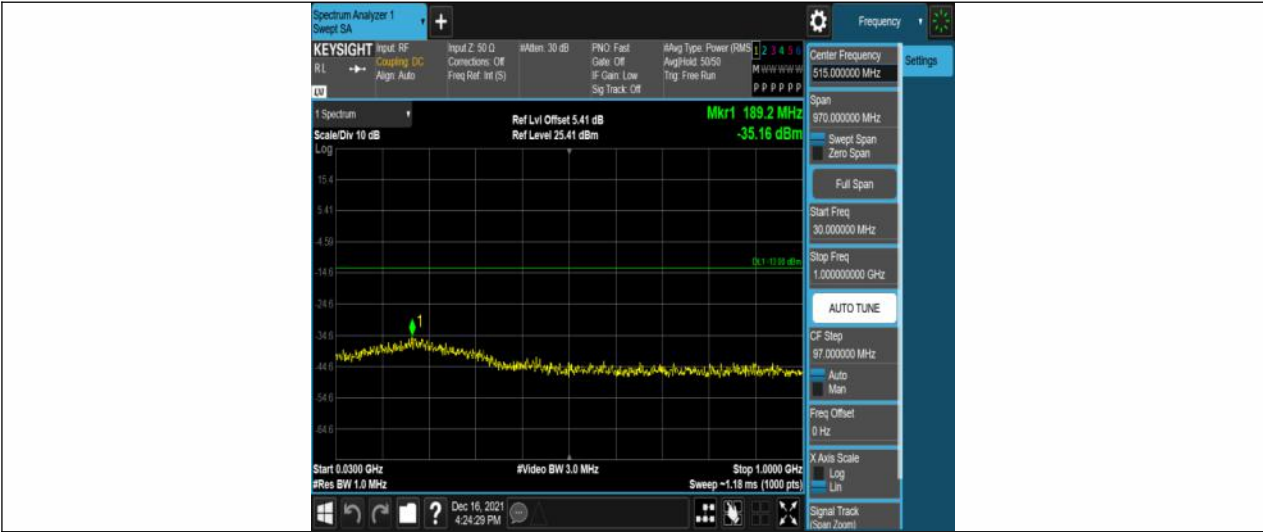 Spectrum Analyzer 1
Swept SA
+
Frequency
KEYSIGHT
RL
LV
Input: RF
Coupling: DC
Align: Auto
Input Z: 50 Ω
Corrections: Off
Freq Ref: Int (S)
#Atten: 30 dB
PNO: Fast
Gate: Off
IF Gain: Low
Sig Track: Off
#Avg Type: Power (RMS
Avg|Hold: 50/50
Trig: Free Run
1 2 3 4 5 6
M W W W W W
P P P P P P
1 Spectrum
Scale/Div 10 dB
Log
Ref Lvl Offset 5.41 dB
Ref Level 25.41 dBm
Mkr1 189.2 MHz
-35.16 dBm
15.4
5.41
-4.59
DL1 -13.00 dBm
-14.6
-24.6
1
-34.6
-44.6
-54.6
-64.6
Start 0.0300 GHz
#Res BW 1.0 MHz
#Video BW 3.0 MHz
Stop 1.0000 GHz
Sweep ~1.18 ms (1000 pts)
?
Dec 16, 2021
4:24:29 PM
Center Frequency
515.000000 MHz
Settings
Span
970.000000 MHz
Swept Span
Zero Span
Full Span
Start Freq
30.000000 MHz
Stop Freq
1.000000000 GHz
AUTO TUNE
CF Step
97.000000 MHz
Auto
Man
Freq Offset
0 Hz
X Axis Scale
Log
Lin
Signal Track
(Span Zoom)